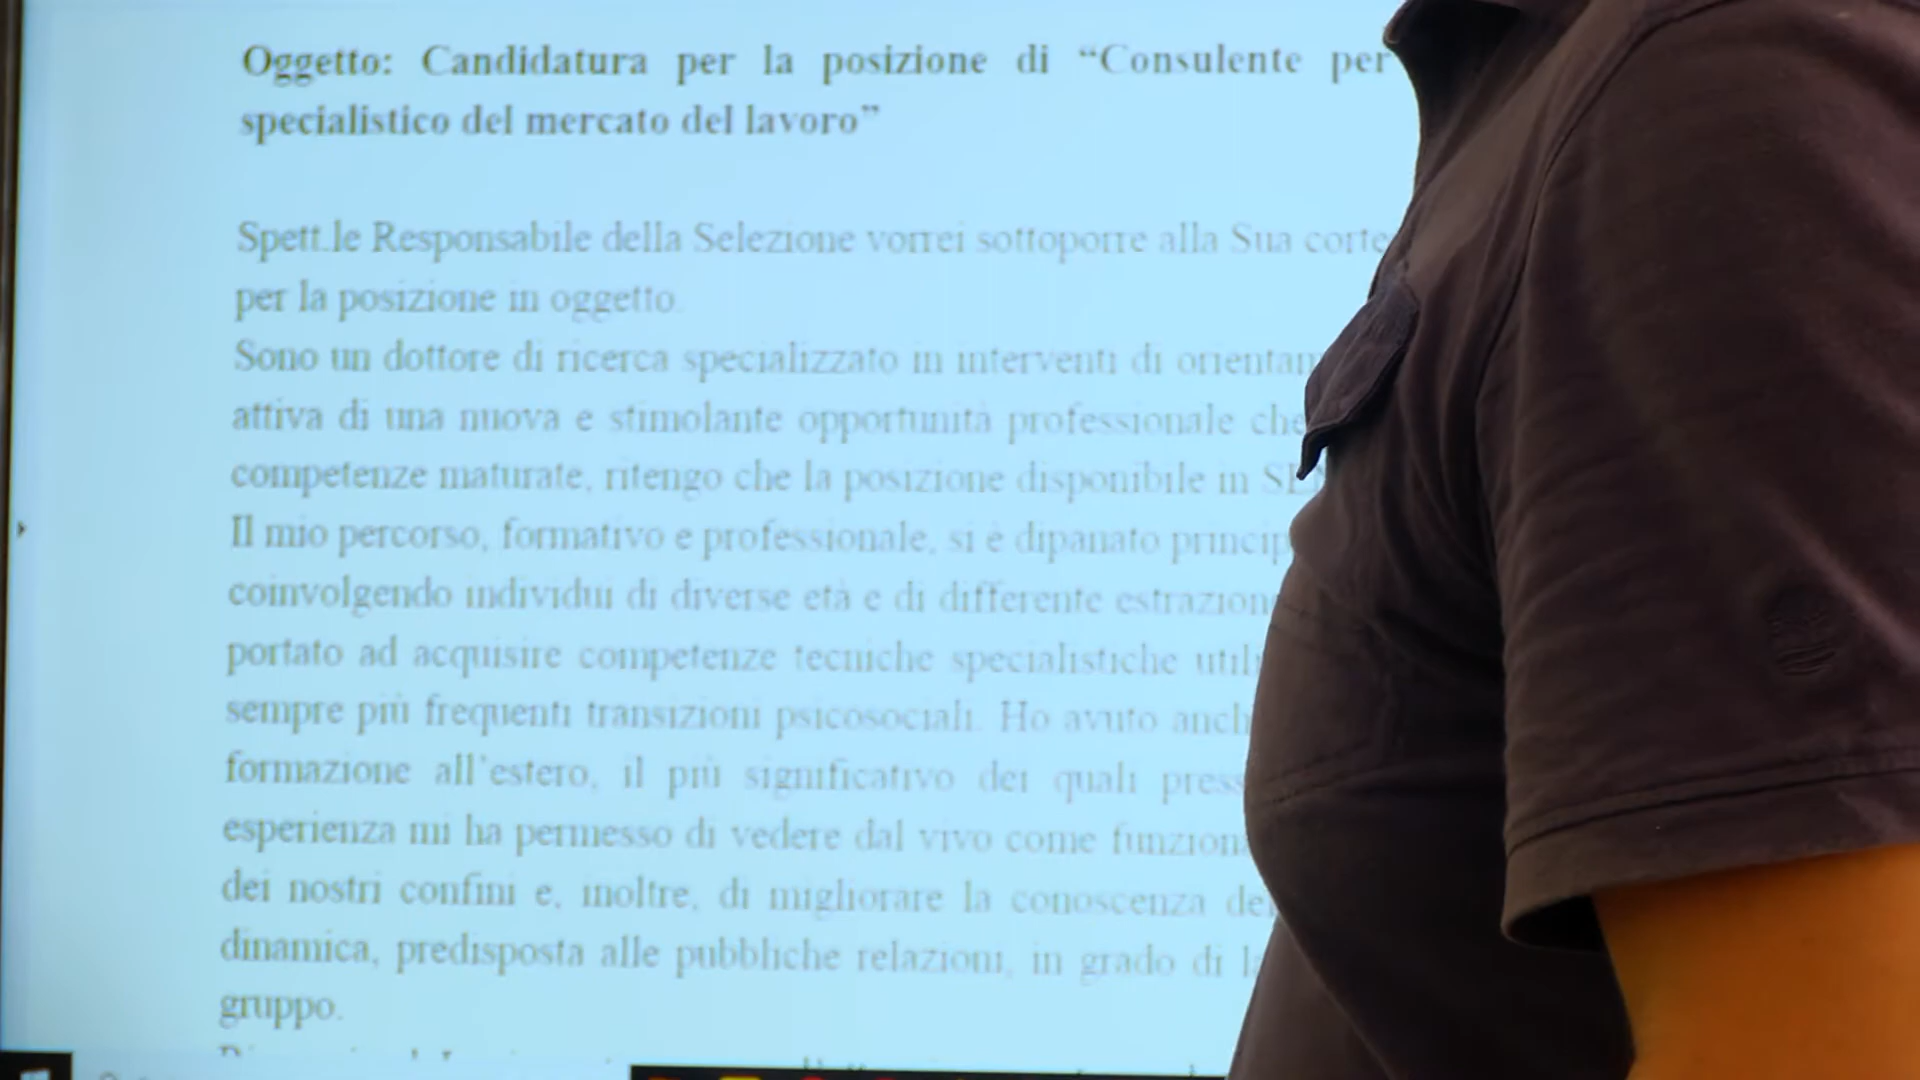 Oggetto: Candidatura per la posizione di “Consulente per
specialistico del mercato del lavoro”
Spett.le Responsabile della Selezione vorrei sottoporre alla Sua corte
per la posizione in oggetto.
Sono un dottore di ricerca specializzato in interventi di orientam
attiva di una nuova e stimolante opportunità professionale che
competenze maturate, ritengo che la posizione disponibile in
Il mio percorso, formativo e professionale, si è dipanato princip
coinvolgendo individui di diverse età e di differente estrazion
portato ad acquisire competenze tecniche specialistiche utili
sempre più frequenti transizioni psicosociali. Ho avuto anch
formazione all’estero, il più significativo dei quali press
esperienza mi ha permesso di vedere dal vivo come funziona
dei nostri confini e, inoltre, di migliorare la conoscenza del
dinamica, predisposta alle pubbliche relazioni, in grado di la
gruppo.